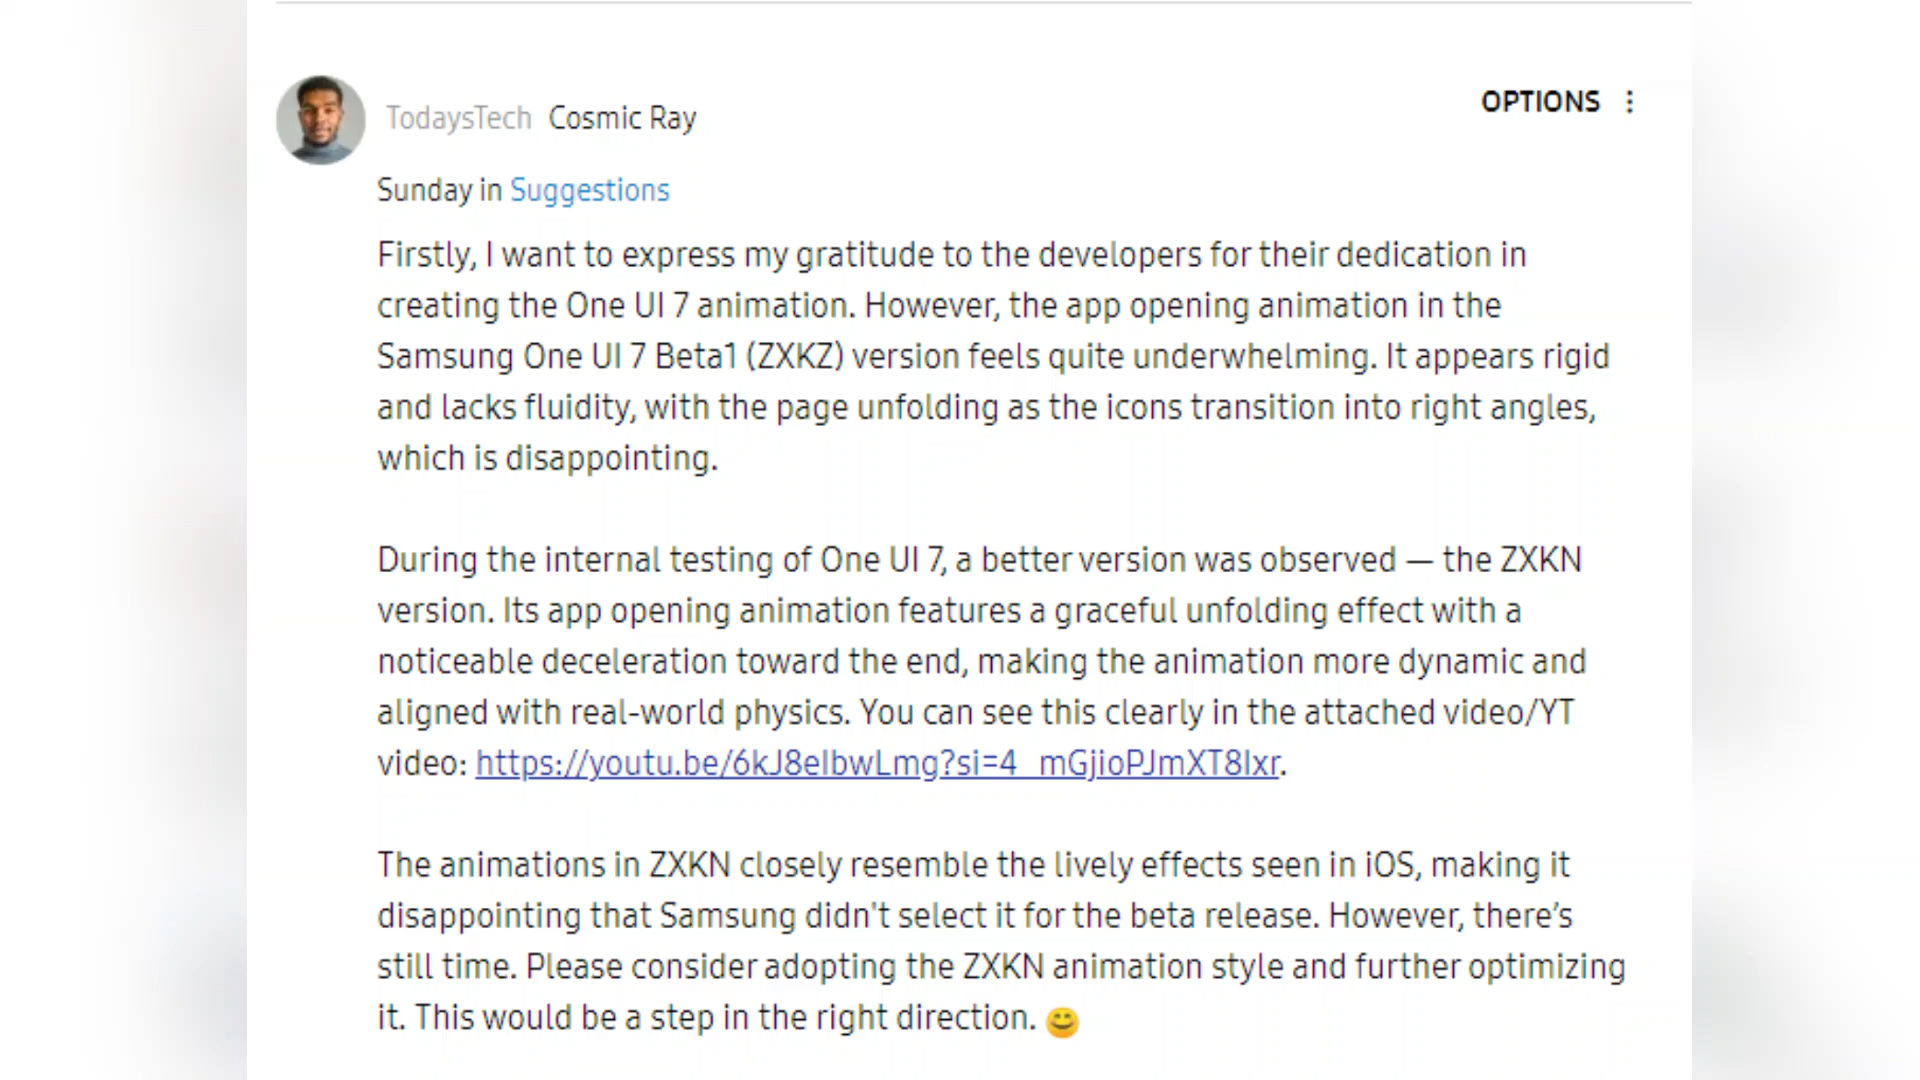 TodaysTech Cosmic Ray
OPTIONS
Sunday in Suggestions
Firstly, I want to express my gratitude to the developers for their dedication in
creating the One UI 7 animation. However, the app opening animation in the
Samsung One UI 7 Beta1 (ZXKZ) version feels quite underwhelming. It appears rigid
and lacks fluidity, with the page unfolding as the icons transition into right angles,
which is disappointing.
During the internal testing of One UI 7, a better version was observed — the ZXKN
version. Its app opening animation features a graceful unfolding effect with a
noticeable deceleration toward the end, making the animation more dynamic and
aligned with real-world physics. You can see this clearly in the attached video/YT
video: https://youtu.be/6kJ8eIbwLmg?si=4_mGjioPJmXT8Ixr.
The animations in ZXKN closely resemble the lively effects seen in iOS, making it
disappointing that Samsung didn't select it for the beta release. However, there’s
still time. Please consider adopting the ZXKN animation style and further optimizing
it. This would be a step in the right direction. 😊